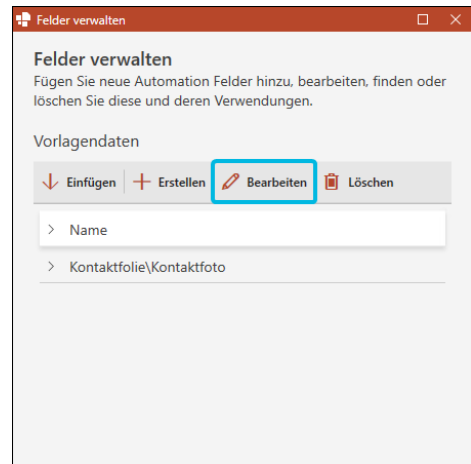 Felder verwalten
Felder verwalten
Fügen Sie neue Automation Felder hinzu, bearbeiten, finden oder
löschen Sie diese und deren Verwendungen.
Vorlagendaten
Einfügen Erstellen Bearbeiten Löschen
Name
Kontaktfolie\Kontaktfoto